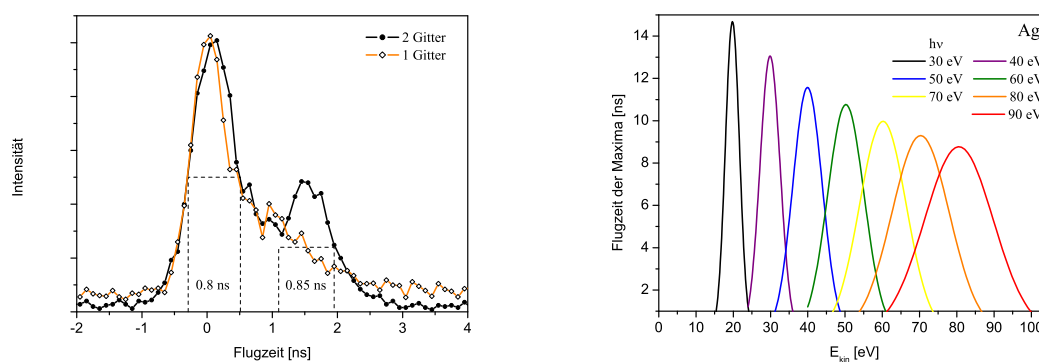 2 Gitter
1 Gitter
Intensität
0.8 ns
0.85 ns
-2 -1 0 1 2 3 4
Flugzeit [ns]
Ag
hν
30 eV 40 eV
50 eV 60 eV
70 eV 80 eV
90 eV
Flugzeit der Maxima [ns]
14
12
10
8
6
4
2
0 10 20 30 40 50 60 70 80 90 100
E_kin [eV]